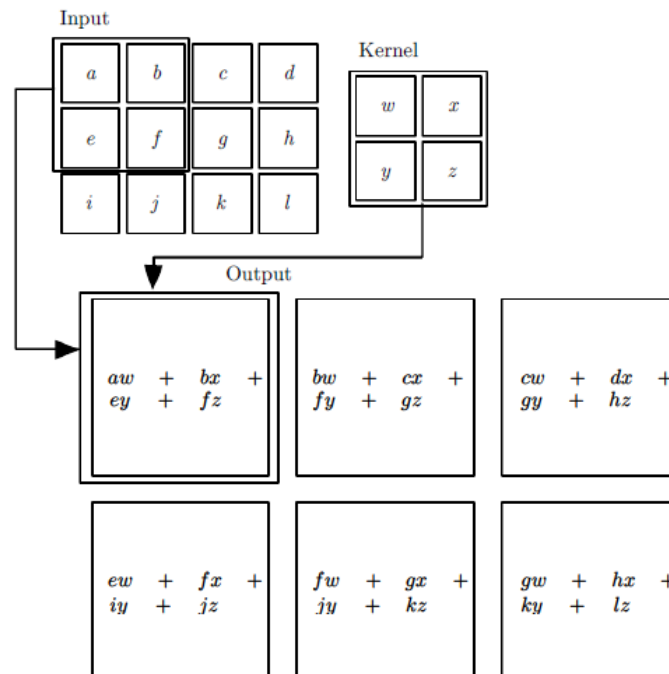 Input
a b c d
Kernel
w x
e f g h
y z
i j k l
Output
aw + bx +
ey + fz
bw + cx +
fy + gz
cw + dx +
gy + hz
ew + fx +
iy + jz
fw + gx +
jy + kz
gw + hx +
ky + lz